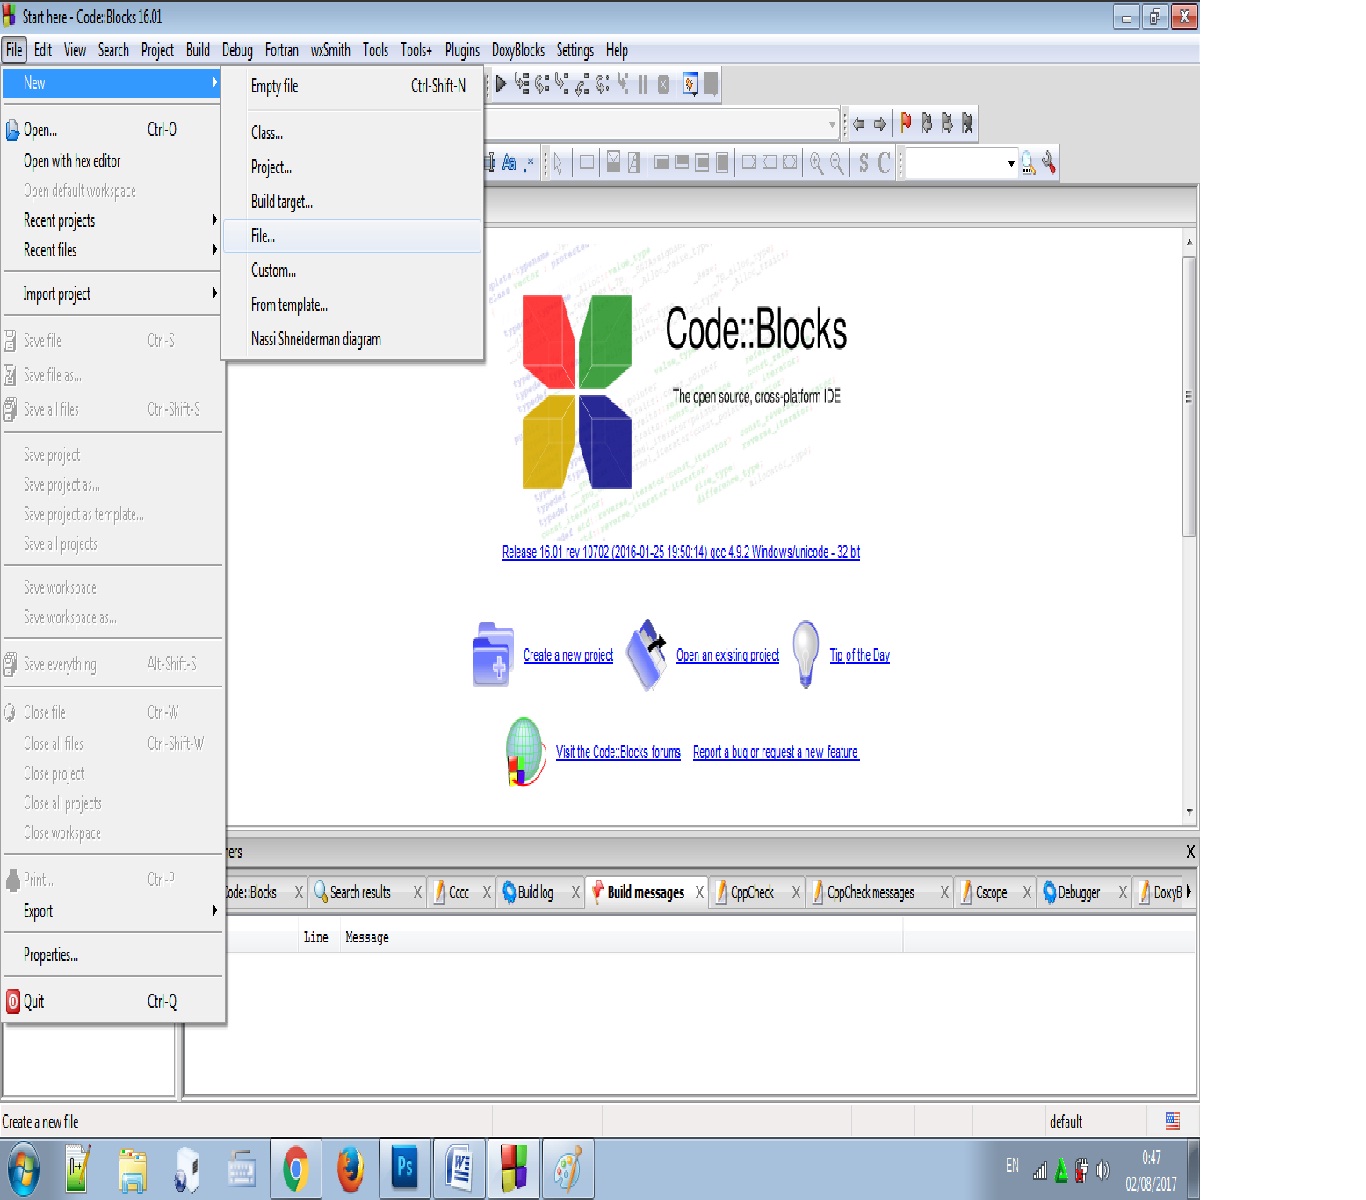 Start here - Code::Blocks 16.01
File Edit View Search Project Build Debug Fortran wxSmith Tools Tools+ Plugins DoxyBlocks Settings Help
New
Open... Ctrl-O
Open with hex editor
Open default workspace
Recent projects
Recent files
Import project
Save file Ctrl-S
Save file as...
Save all files Ctrl-Shift-S
Save project
Save project as...
Save project as template...
Save all projects
Save workspace
Save workspace as...
Save everything Alt-Shift-S
Close file Ctrl-W
Close all files Ctrl-Shift-W
Close project
Close all projects
Close workspace
Print... Ctrl-P
Export
Properties...
Quit Ctrl-Q
Empty file Ctrl-Shift-N
Class...
Project...
Build target...
File...
Custom...
From template...
Nassi Shneiderman diagram
Code::Blocks
The open source, cross-platform IDE
Release 16.01 rev 10702 (2016-01-25 19:50:14) gcc 4.9.2 Windows/unicode - 32 bit
Create a new project Open an existing project Tip of the Day
Visit the Code::Blocks forums Report a bug or request a new feature
ers
Code::Blocks Search results Cccc Build log Build messages CppCheck CppCheck messages Cscope Debugger DoxyB
Line Message
Create a new file default
EN 0:47
02/08/2017